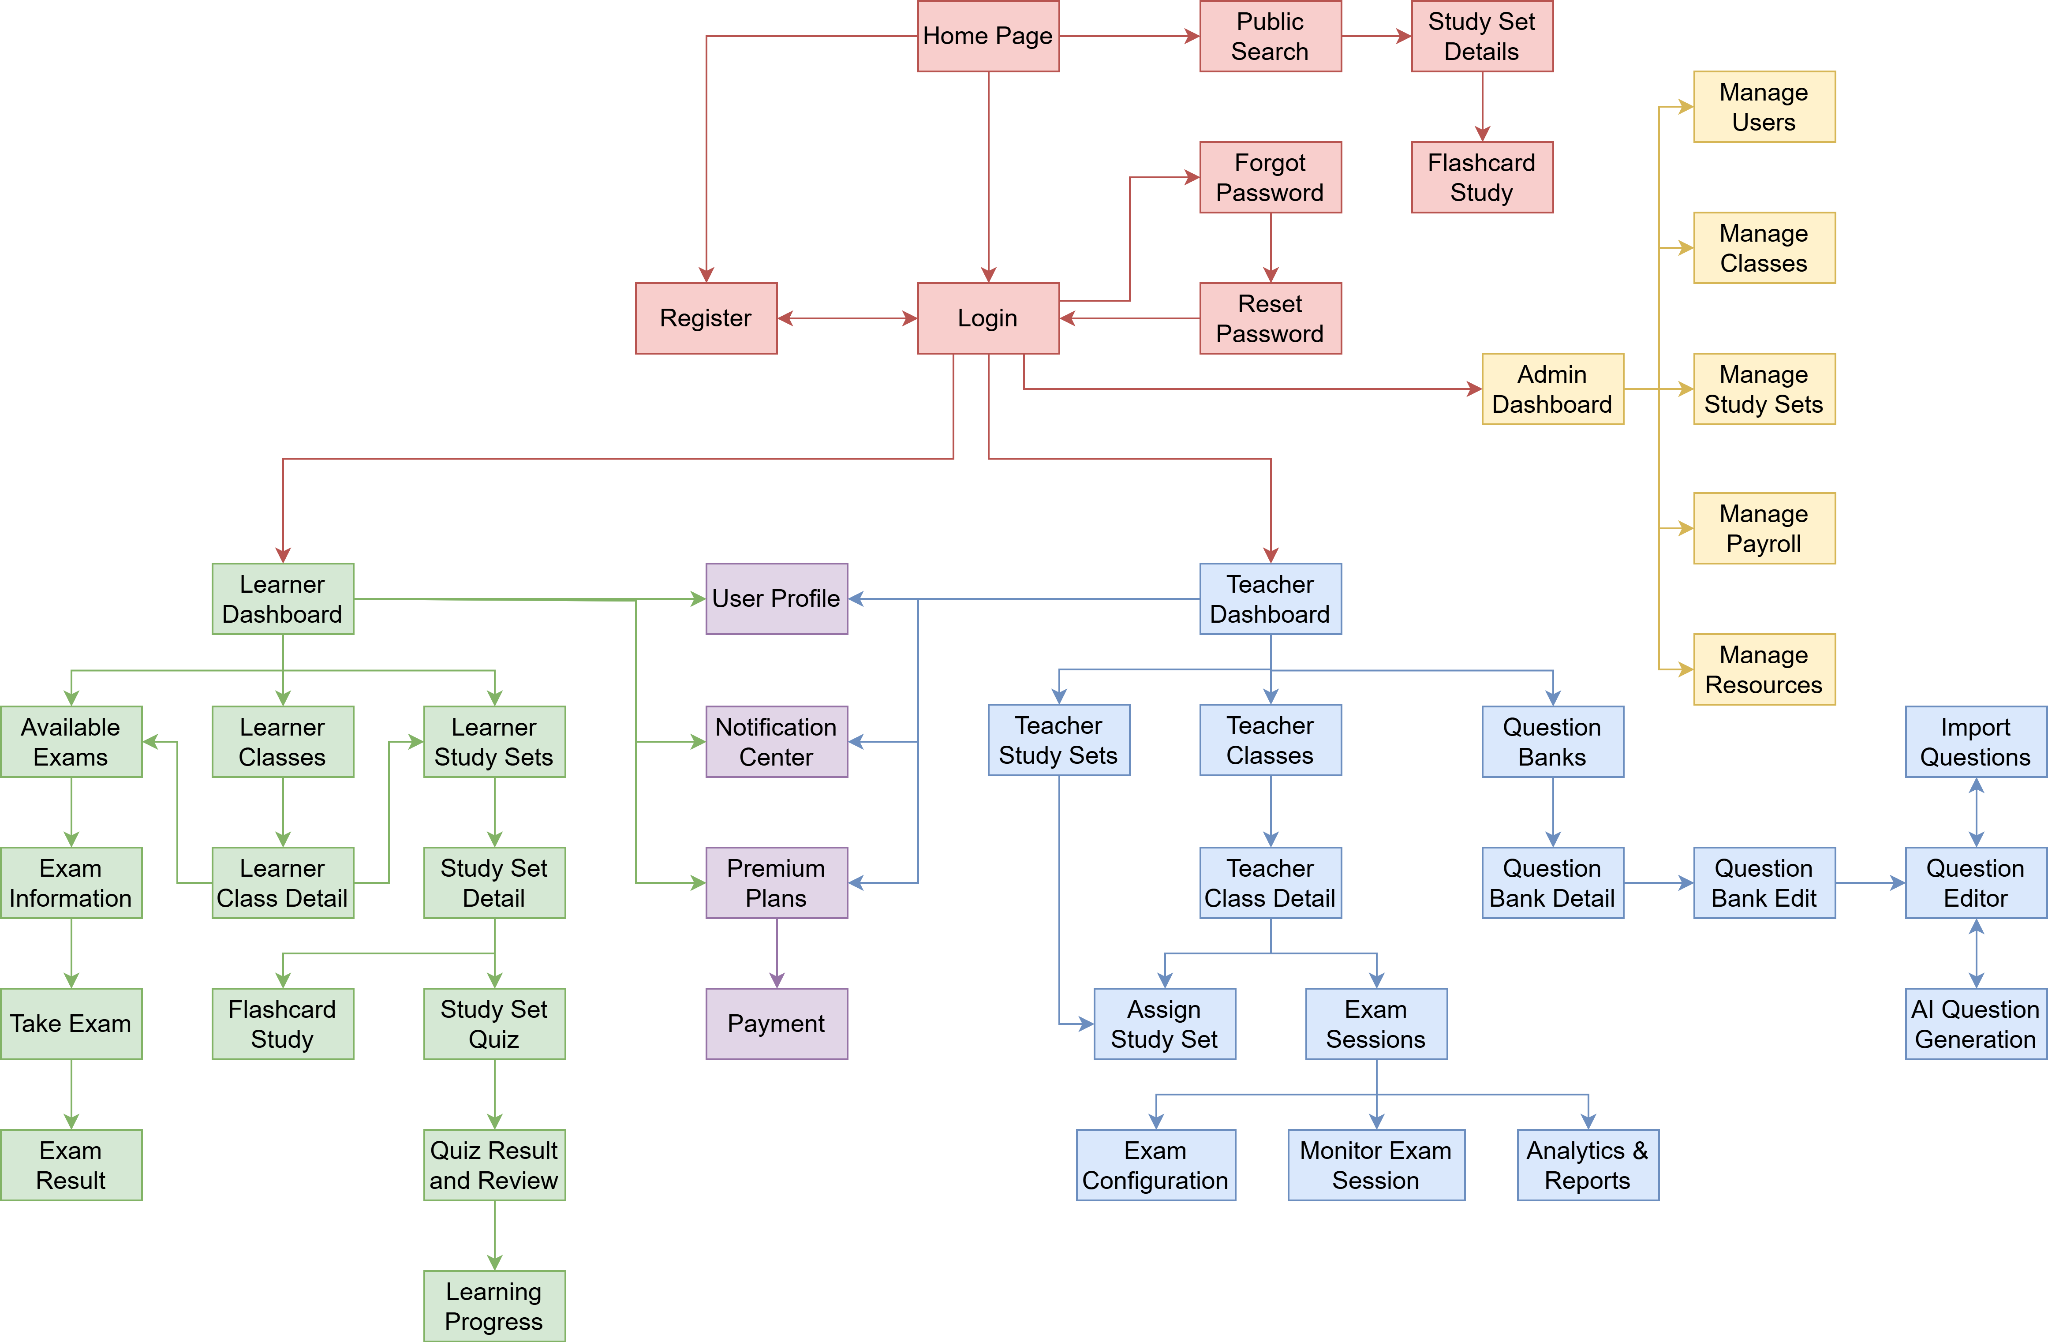 Home Page
Public
Search
Study Set
Details
Manage
Users
Forgot
Password
Flashcard
Study
Manage
Classes
Register
Login
Reset
Password
Admin
Dashboard
Manage
Study Sets
Manage
Payroll
Learner
Dashboard
User Profile
Teacher
Dashboard
Manage
Resources
Available
Exams
Learner
Classes
Learner
Study Sets
Notification
Center
Teacher
Study Sets
Teacher
Classes
Question
Banks
Import
Questions
Exam
Information
Learner
Class Detail
Study Set
Detail
Premium
Plans
Teacher
Class Detail
Question
Bank Detail
Question
Bank Edit
Question
Editor
Take Exam
Flashcard
Study
Study Set
Quiz
Payment
Assign
Study Set
Exam
Sessions
AI Question
Generation
Exam
Result
Quiz Result
and Review
Exam
Configuration
Monitor Exam
Session
Analytics &
Reports
Learning
Progress